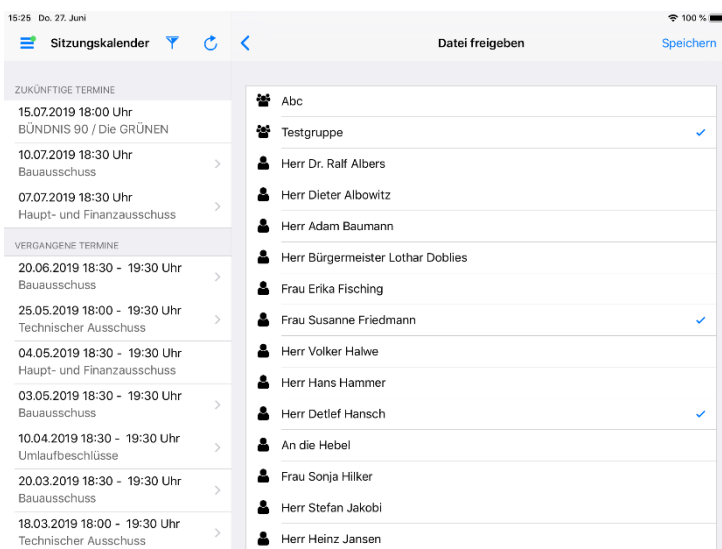 15:25 Do. 27. Juni
100 %
Sitzungskalender
Datei freigeben
Speichern
ZUKÜNFTIGE TERMINE
15.07.2019 18:00 Uhr
BÜNDNIS 90 / Die GRÜNEN
10.07.2019 18:30 Uhr
Bauausschuss
07.07.2019 18:30 Uhr
Haupt- und Finanzausschuss
VERGANGENE TERMINE
20.06.2019 18:30 - 19:30 Uhr
Bauausschuss
25.05.2019 18:00 - 19:30 Uhr
Technischer Ausschuss
04.05.2019 18:30 - 19:30 Uhr
Haupt- und Finanzausschuss
03.05.2019 18:30 - 19:30 Uhr
Bauausschuss
10.04.2019 18:30 - 19:30 Uhr
Umlaufbeschlüsse
20.03.2019 18:30 - 19:30 Uhr
Bauausschuss
18.03.2019 18:00 - 19:30 Uhr
Technischer Ausschuss
Abc
Testgruppe
Herr Dr. Ralf Albers
Herr Dieter Albowitz
Herr Adam Baumann
Herr Bürgermeister Lothar Doblies
Frau Erika Fisching
Frau Susanne Friedmann
Herr Volker Halwe
Herr Hans Hammer
Herr Detlef Hansch
An die Hebel
Frau Sonja Hilker
Herr Stefan Jakobi
Herr Heinz Jansen